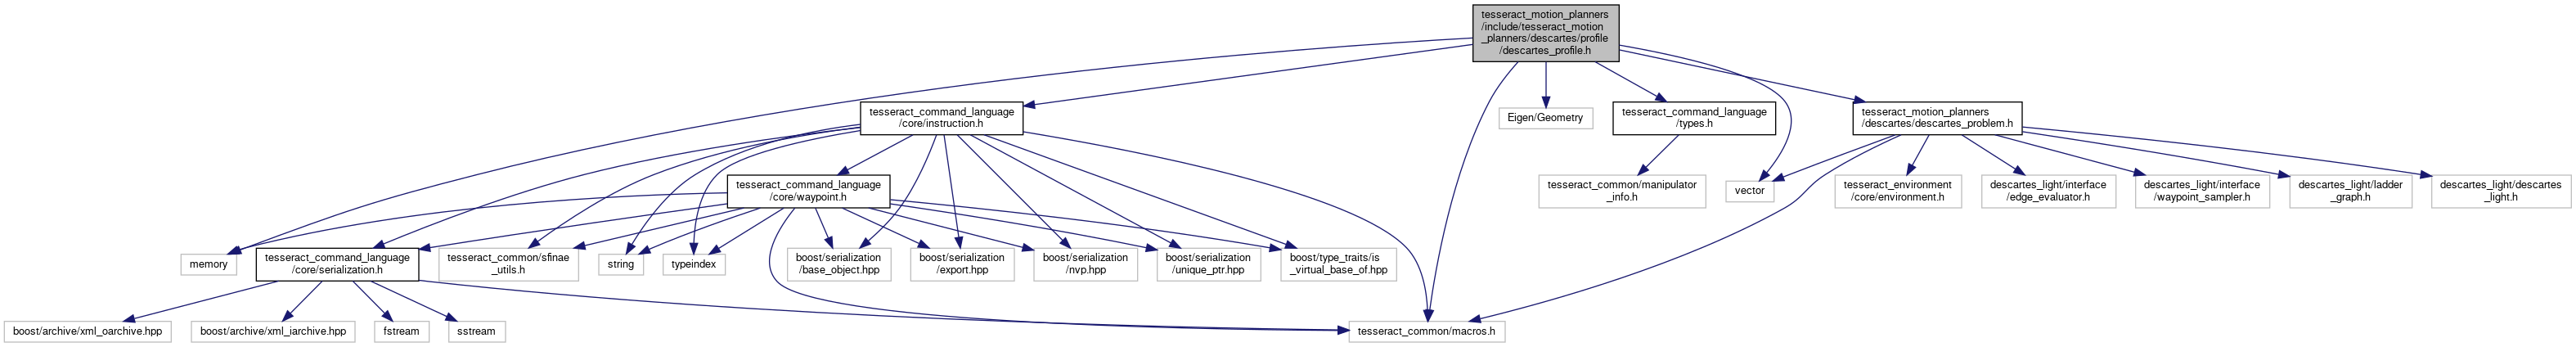 tesseract_motion_planners
/include/tesseract_motion
_planners/descartes/profile
/descartes_profile.h
tesseract_command_language
/core/instruction.h
Eigen/Geometry
tesseract_command_language
/types.h
tesseract_motion_planners
/descartes/descartes_problem.h
tesseract_command_language
/core/waypoint.h
tesseract_common/manipulator
_info.h
vector
tesseract_environment
/core/environment.h
descartes_light/interface
/edge_evaluator.h
descartes_light/interface
/waypoint_sampler.h
descartes_light/ladder
_graph.h
descartes_light/descartes
_light.h
memory
tesseract_command_language
/core/serialization.h
tesseract_common/sfinae
_utils.h
string
typeindex
boost/serialization
/base_object.hpp
boost/serialization
/export.hpp
boost/serialization
/nvp.hpp
boost/serialization
/unique_ptr.hpp
boost/type_traits/is
_virtual_base_of.hpp
boost/archive/xml_oarchive.hpp
boost/archive/xml_iarchive.hpp
fstream
sstream
tesseract_common/macros.h